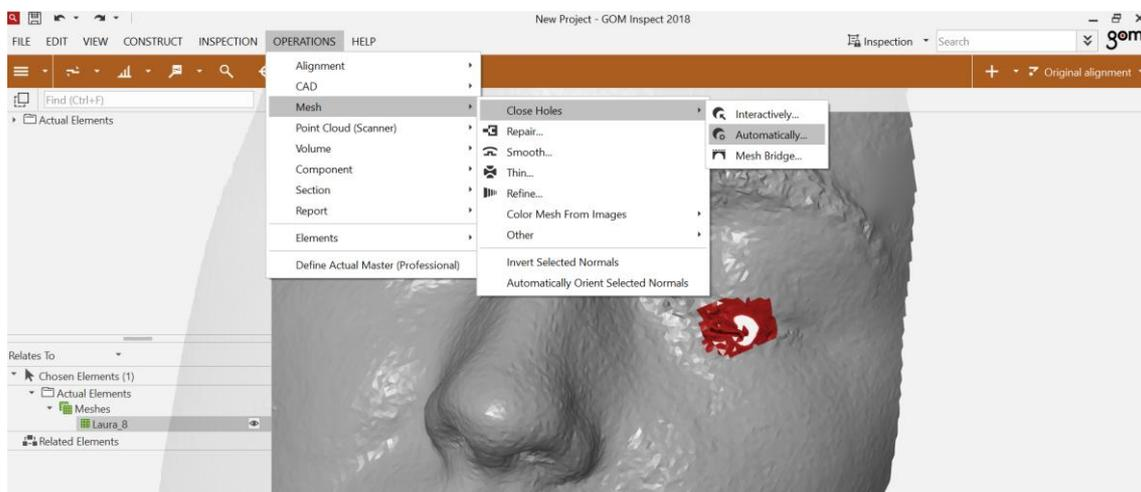 New Project - GOM Inspect 2018
FILE EDIT VIEW CONSTRUCT INSPECTION OPERATIONS HELP
Inspection Search
gom
Original alignment
Find (Ctrl+F)
Actual Elements
Alignment
CAD
Mesh
Point Cloud (Scanner)
Volume
Component
Section
Report
Elements
Define Actual Master (Professional)
Close Holes
Repair...
Smooth...
Thin...
Refine...
Color Mesh From Images
Other
Invert Selected Normals
Automatically Orient Selected Normals
Interactively...
Automatically...
Mesh Bridge...
Relates To
Chosen Elements (1)
Actual Elements
Meshes
Laura_8
Related Elements